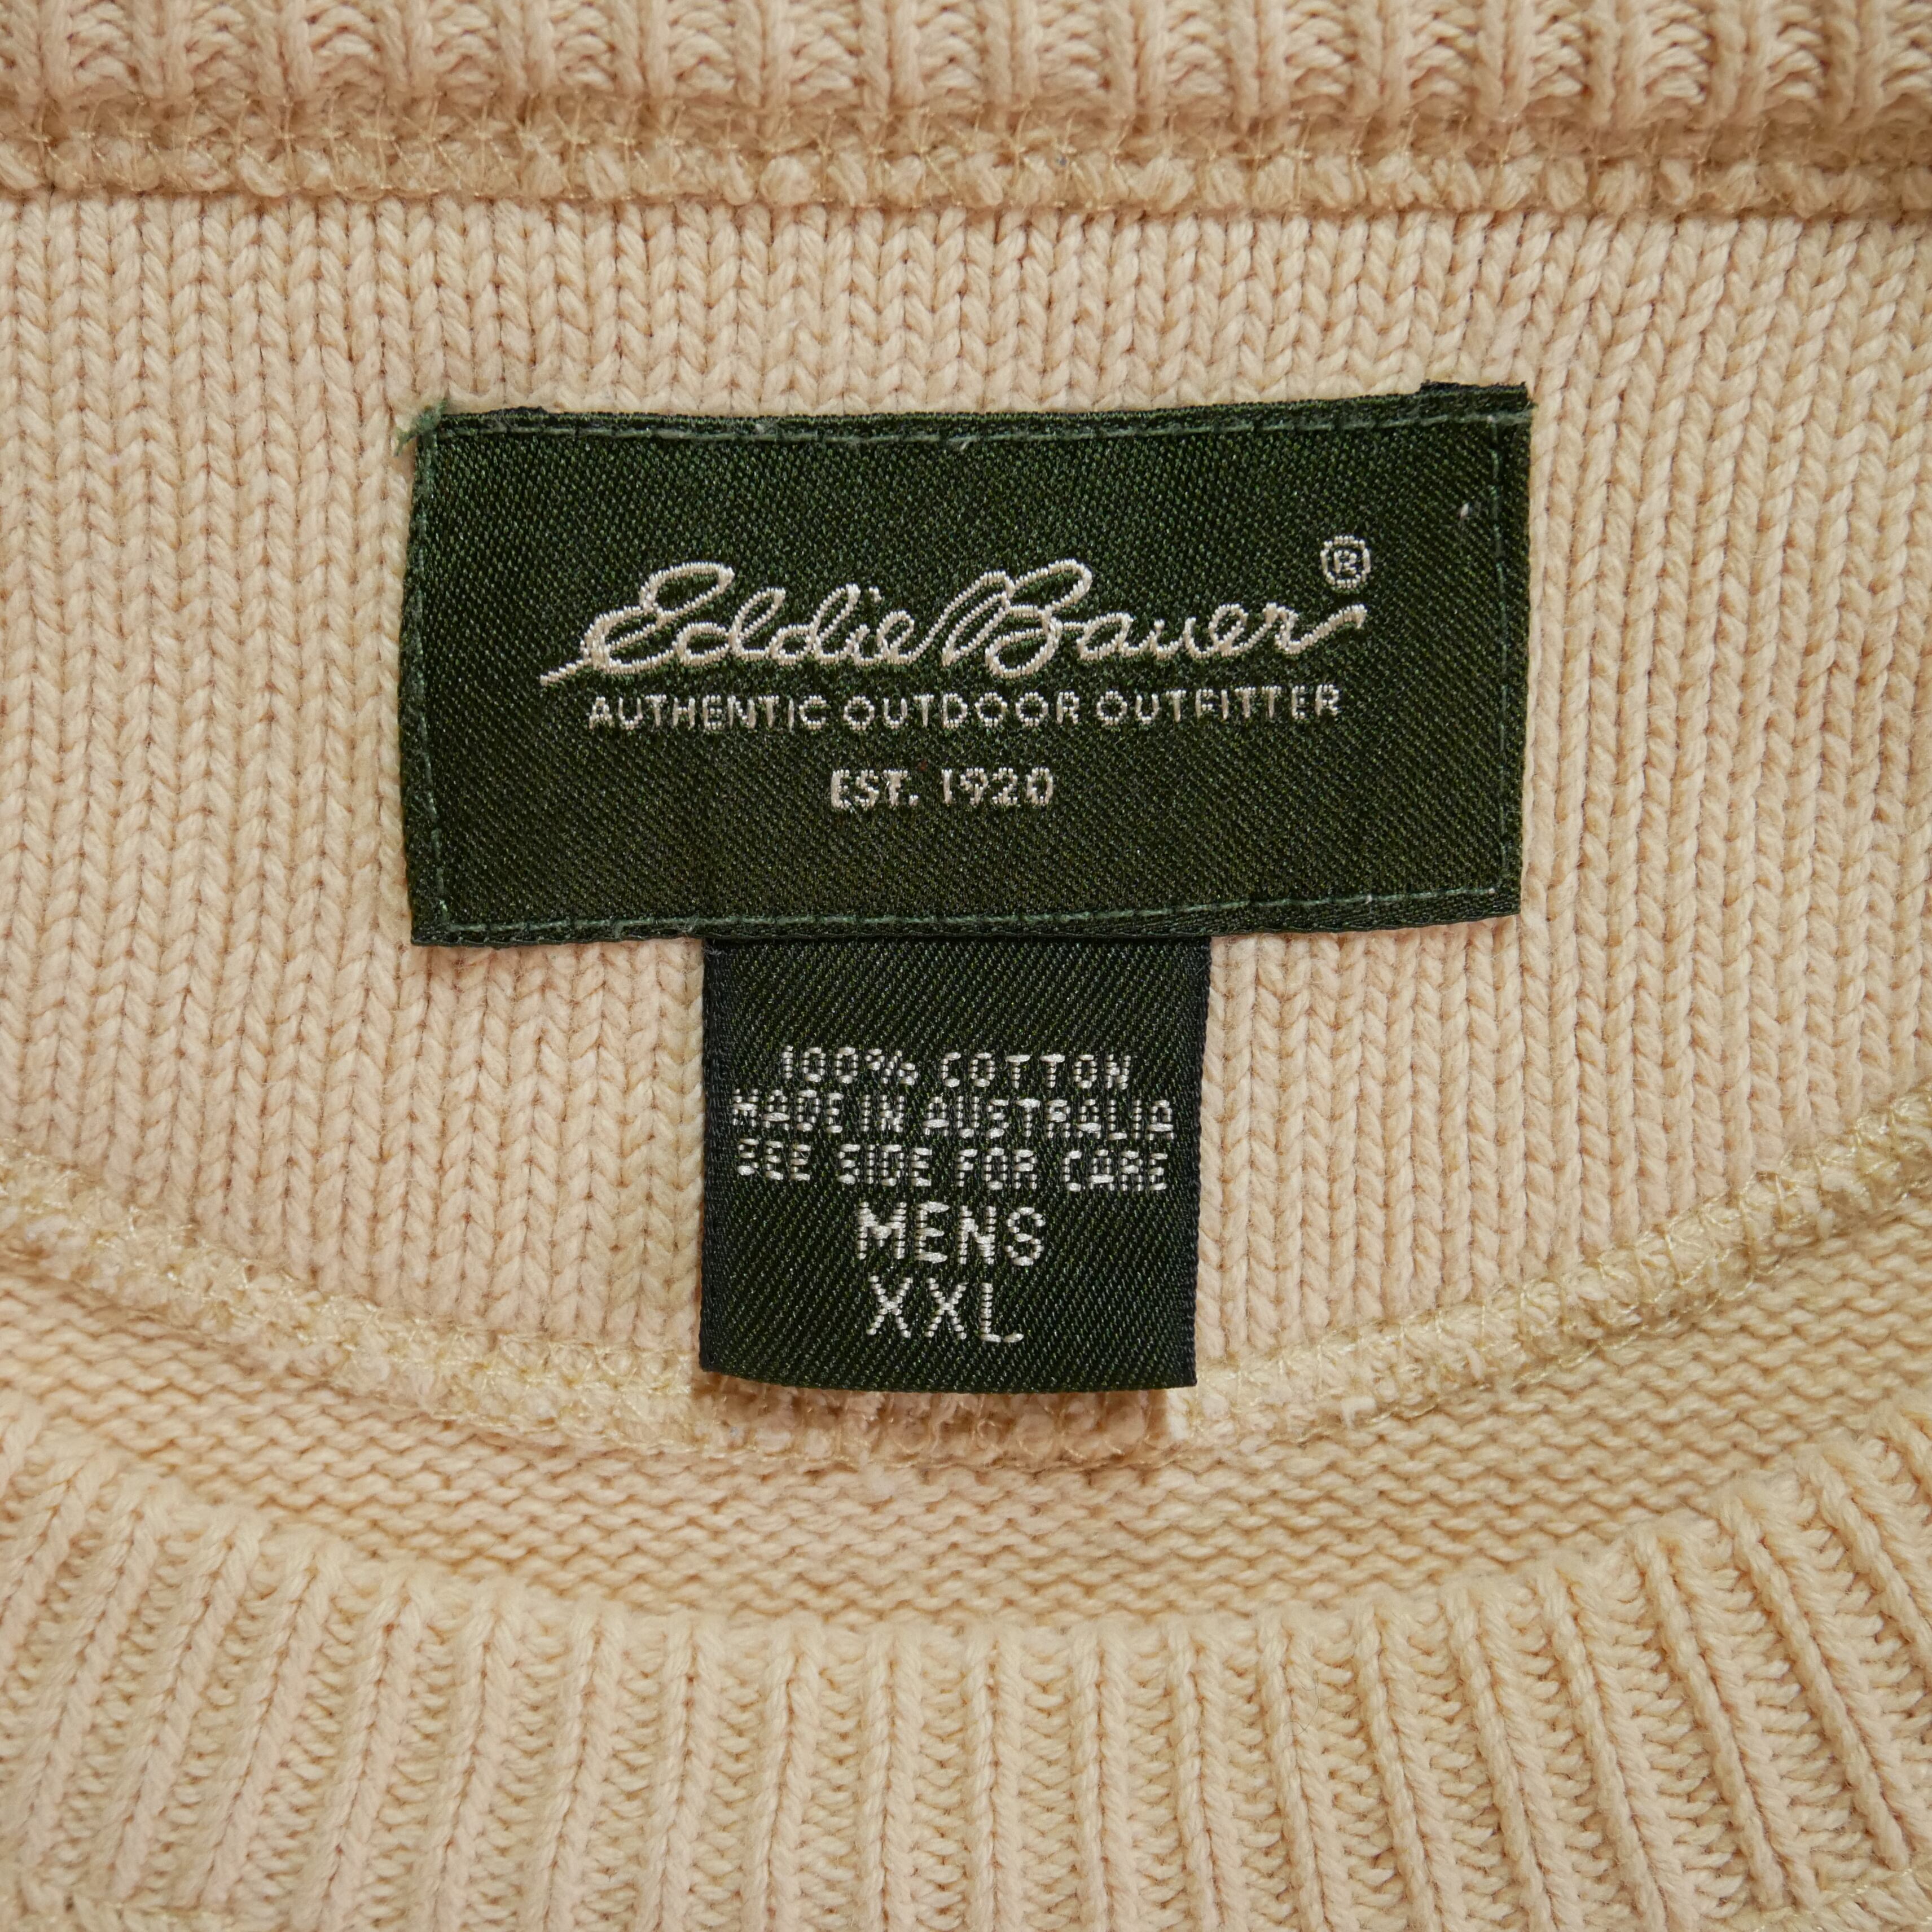 Eddie Bauer®
AUTHENTIC OUTDOOR OUTFITTER
EST. 1920
100% COTTON
MADE IN AUSTRALIA
SEE SIDE FOR CARE
MENS
XXL